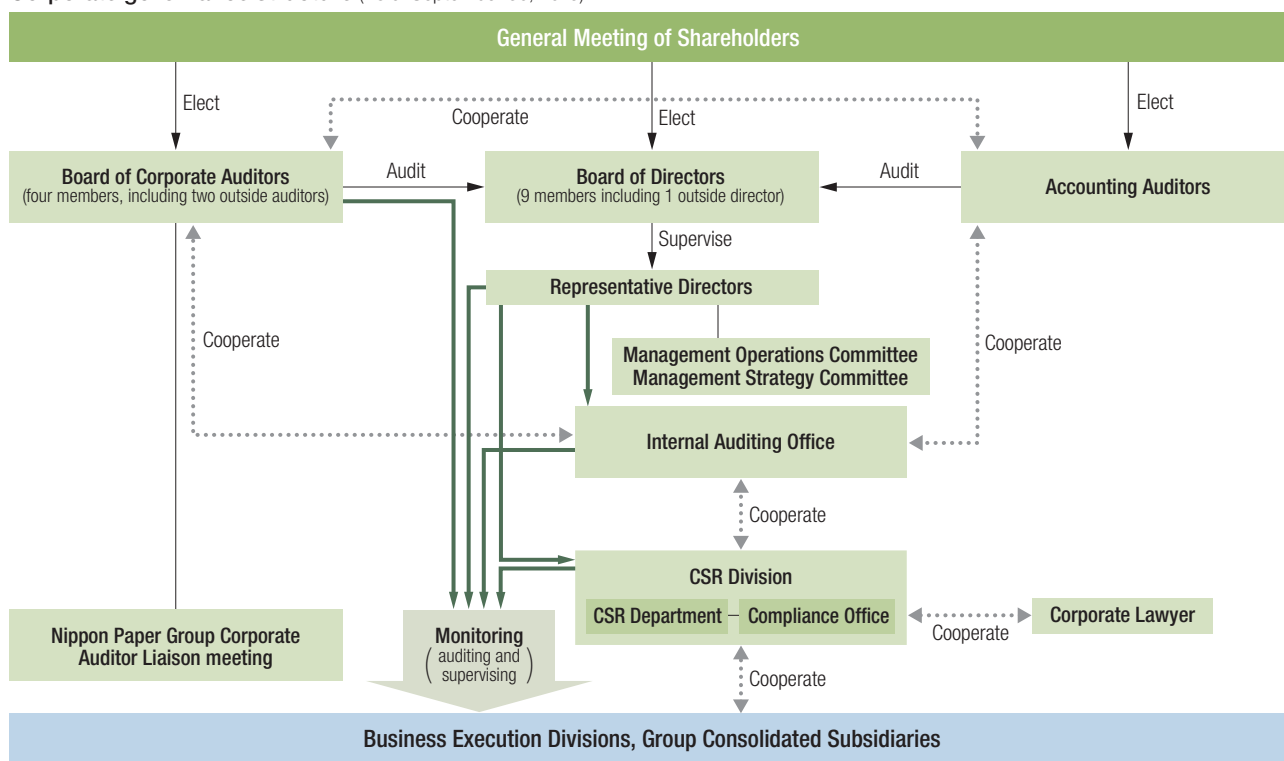 General Meeting of Shareholders
Elect
Cooperate
Elect
Elect
Board of Corporate Auditors
(four members, including two outside auditors)
Audit
Board of Directors
(9 members including 1 outside director)
Audit
Accounting Auditors
Supervise
Representative Directors
Cooperate
Cooperate
Management Operations Committee
Management Strategy Committee
Internal Auditing Office
Cooperate
CSR Division
CSR Department
Compliance Office
Cooperate
Corporate Lawyer
Nippon Paper Group Corporate
Auditor Liaison meeting
Monitoring
(auditing and
supervising)
Cooperate
Business Execution Divisions, Group Consolidated Subsidiaries